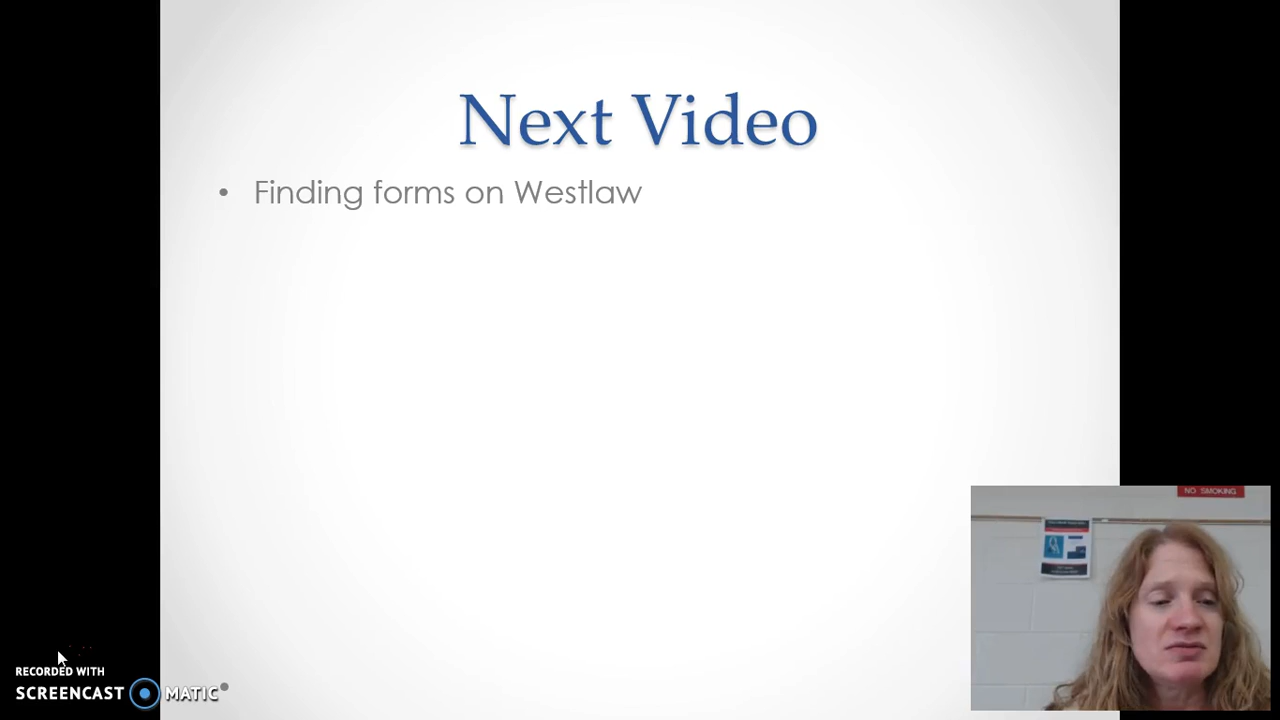 Next Video
• Finding forms on Westlaw
NO SMOKING
RECORDED WITH
SCREENCAST MATIC